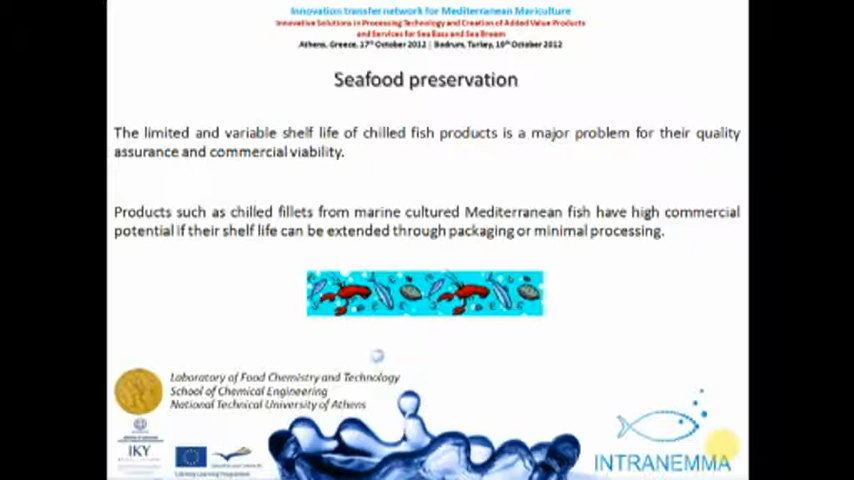 Innovation transfer network for Mediterranean Mariculture
Innovative Solutions in Processing Technology and Creation of Added Value Products
and Services for Sea Bass and Sea Bream
Athens, Greece, 17th October 2012 | Bodrum, Turkey, 19th October 2012
Seafood preservation
The limited and variable shelf life of chilled fish products is a major problem for their quality
assurance and commercial viability.
Products such as chilled fillets from marine cultured Mediterranean fish have high commercial
potential if their shelf life can be extended through packaging or minimal processing.
Laboratory of Food Chemistry and Technology
School of Chemical Engineering
National Technical University of Athens
IKY
Lifelong Learning Programme
INTRANEMMA